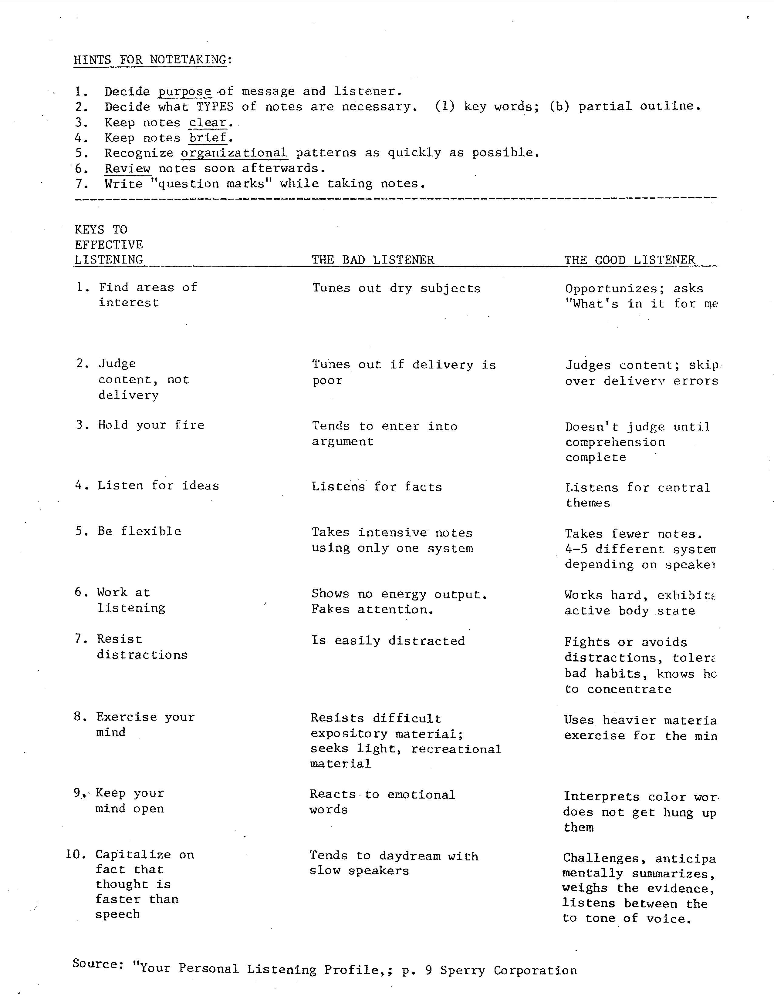 HINTS FOR NOTETAKING:
1. Decide purpose of message and listener.
2. Decide what TYPES of notes are necessary. (1) key words; (b) partial outline.
3. Keep notes clear.
4. Keep notes brief.
5. Recognize organizational patterns as quickly as possible.
6. Review notes soon afterwards.
7. Write "question marks" while taking notes.
KEYS TO
EFFECTIVE
LISTENING THE BAD LISTENER THE GOOD LISTENER
1. Find areas of Tunes out dry subjects Opportunizes; asks
interest "What's in it for me
2. Judge Tunes out if delivery is Judges content; skip
content, not poor over delivery errors
delivery
3. Hold your fire Tends to enter into Doesn't judge until
argument comprehension
complete
4. Listen for ideas Listens for facts Listens for central
themes
5. Be flexible Takes intensive notes Takes fewer notes.
using only one system 4-5 different system
depending on speaker
6. Work at Shows no energy output. Works hard, exhibits
listening Fakes attention. active body state
7. Resist Is easily distracted Fights or avoids
distractions distractions, tolera
bad habits, knows ho
to concentrate
8. Exercise your Resists difficult Uses heavier materia
mind expository material; exercise for the min
seeks light, recreational
material
9. Keep your Reacts to emotional Interprets color wor
mind open words does not get hung up
them
10. Capitalize on Tends to daydream with Challenges, anticipa
fact that slow speakers mentally summarizes,
thought is weighs the evidence,
faster than listens between the
speech to tone of voice.
Source: "Your Personal Listening Profile,; p. 9 Sperry Corporation